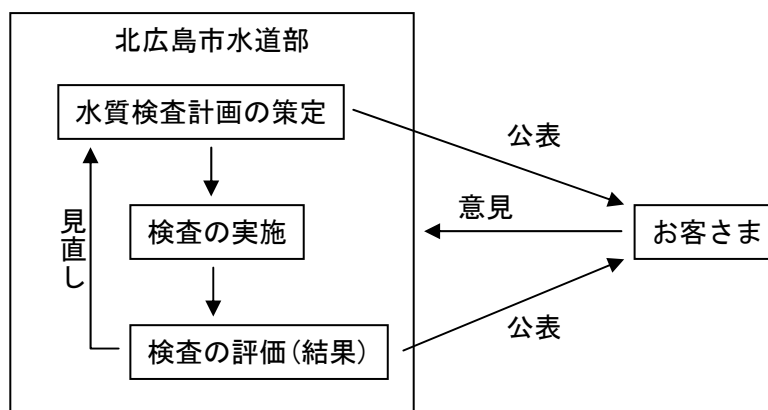 北広島市水道部
水質検査計画の策定
公表
意見
見直し
検査の実施
お客さま
公表
検査の評価(結果)